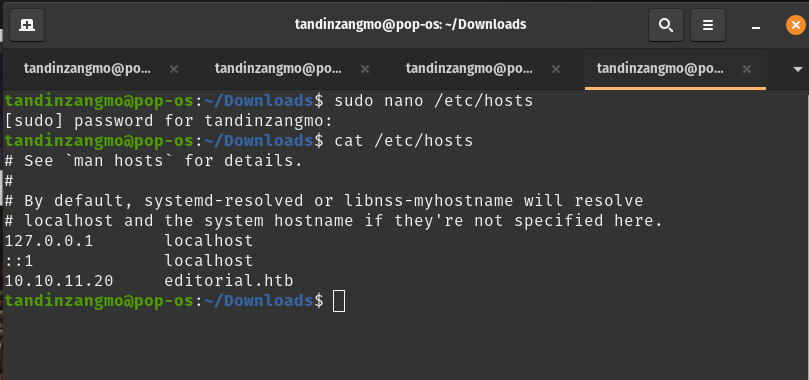 tandinzangmo@pop-os: ~/Downloads
tandinzangmo@po... × tandinzangmo@po... × tandinzangmo@po... × tandinzangmo@po... ×
tandinzangmo@pop-os:~/Downloads$ sudo nano /etc/hosts
[sudo] password for tandinzangmo:
tandinzangmo@pop-os:~/Downloads$ cat /etc/hosts
# See `man hosts` for details.
#
# By default, systemd-resolved or libnss-myhostname will resolve
# localhost and the system hostname if they're not specified here.
127.0.0.1       localhost
::1             localhost
10.10.11.20     editorial.htb
tandinzangmo@pop-os:~/Downloads$